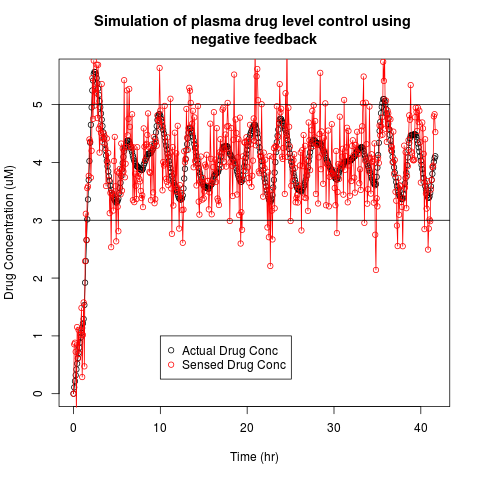 Simulation of plasma drug level control using
negative feedback
Drug Concentration (uM)
5
4
3
2
1
0
Actual Drug Conc
Sensed Drug Conc
0 10 20 30 40
Time (hr)